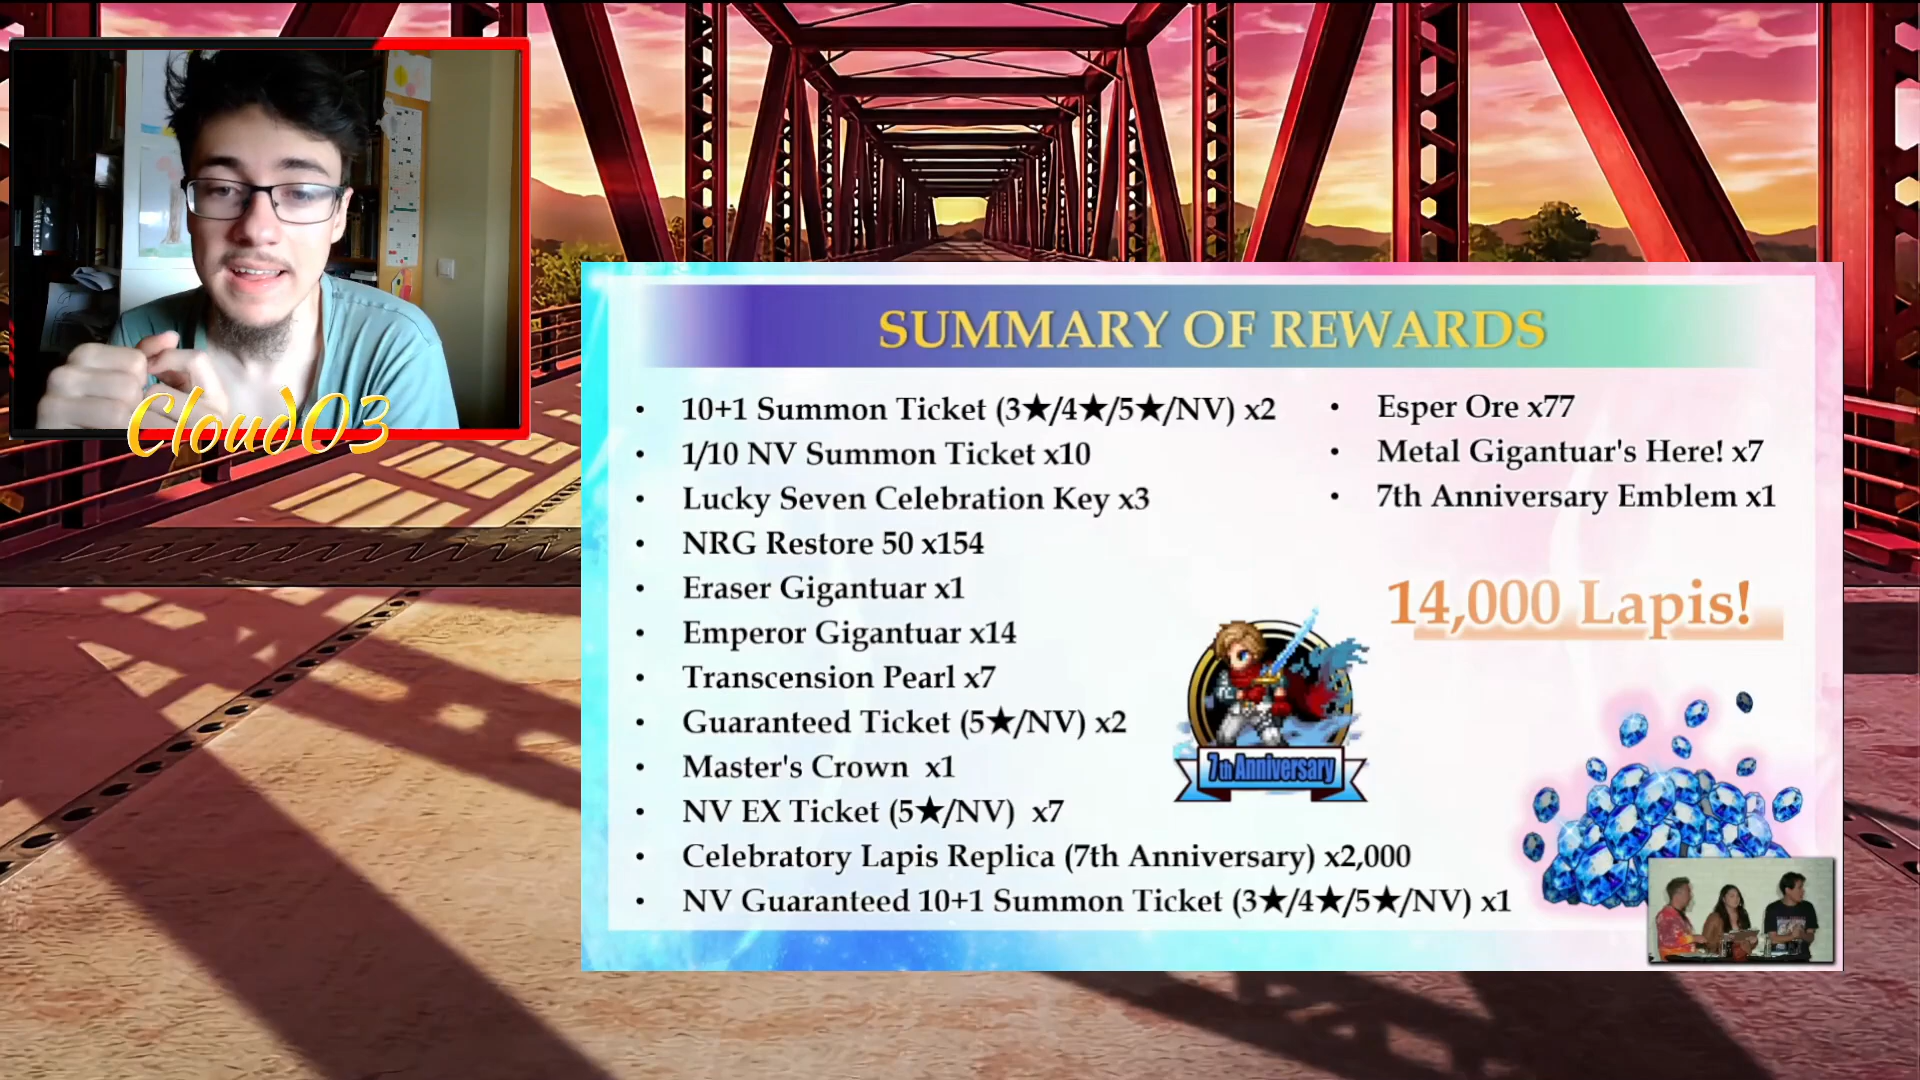 Cloud03
SUMMARY OF REWARDS
• 10+1 Summon Ticket (3★/4★/5★/NV) x2
• 1/10 NV Summon Ticket x10
• Lucky Seven Celebration Key x3
• NRG Restore 50 x154
• Eraser Gigantuar x1
• Emperor Gigantuar x14
• Transcension Pearl x7
• Guaranteed Ticket (5★/NV) x2
• Master's Crown x1
• NV EX Ticket (5★/NV) x7
• Celebratory Lapis Replica (7th Anniversary) x2,000
• NV Guaranteed 10+1 Summon Ticket (3★/4★/5★/NV) x1
• Esper Ore x77
• Metal Gigantuar's Here! x7
• 7th Anniversary Emblem x1
14,000 Lapis!
7th Anniversary